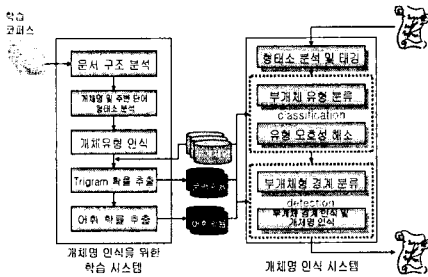 학습
코퍼스
문서 구조 분석
개체명 및 주변 단어
형태소 분석
개체유형 인식
Trigram 확률 추출
어휘 확률 추출
개체명 인식을 위한
학습 시스템
형태소 분석 및 태깅
부개체 유형 분류
classification
유형 모호성 해소
부개체형 경계 분류
detection
부개체 경계 인식 및
개체명 인식
개체명 인식 시스템